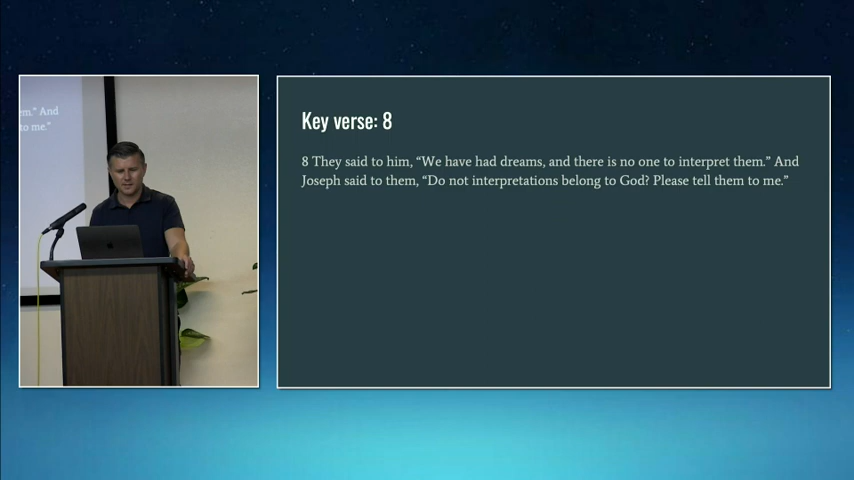 em.” And
to me.”
Key verse: 8
8 They said to him, “We have had dreams, and there is no one to interpret them.” And
Joseph said to them, “Do not interpretations belong to God? Please tell them to me.”